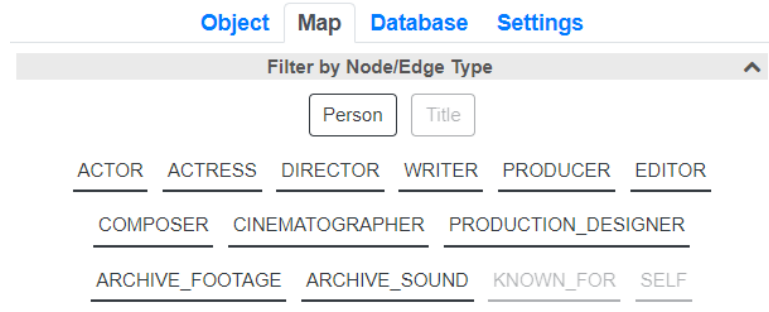 Object Map Database Settings
Filter by Node/Edge Type
Person Title
ACTOR ACTRESS DIRECTOR WRITER PRODUCER EDITOR
COMPOSER CINEMATOGRAPHER PRODUCTION_DESIGNER
ARCHIVE_FOOTAGE ARCHIVE_SOUND KNOWN_FOR SELF